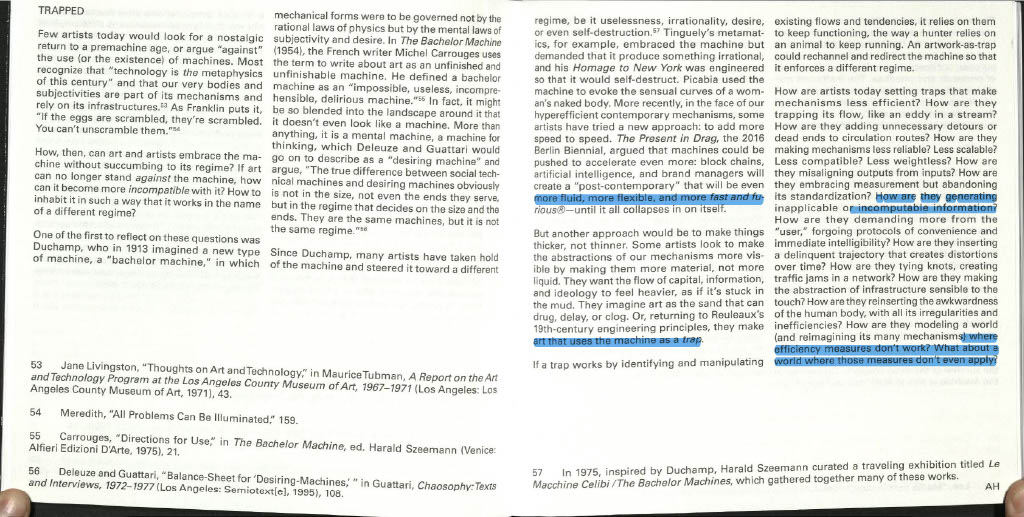 TRAPPED
Few artists today would look for a nostalgic
return to a premachine age, or argue "against"
the use (or the existence) of machines. Most
recognize that "technology is the metaphysics
of this century" and that our very bodies and
subjectivities are part of its mechanisms and
rely on its infrastructures.53 As Franklin puts it,
"If the eggs are scrambled, they're scrambled.
You can't unscramble them."54
How, then, can art and artists embrace the ma-
chine without succumbing to its regime? If art
can no longer stand against the machine, how
can it become more incompatible with it? How to
inhabit it in such a way that it works in the name
of a different regime?
One of the first to reflect on these questions was
Duchamp, who in 1913 imagined a new type
of machine, a "bachelor machine," in which
mechanical forms were to be governed not by the
rational laws of physics but by the mental laws of
subjectivity and desire. In The Bachelor Machine
(1954), the French writer Michel Carrouges uses
the term to write about art as an unfinished and
unfinishable machine. He defined a bachelor
machine as an "impossible, useless, incompre-
hensible, delirious machine."55 In fact, it might
be so blended into the landscape around it that
it doesn't even look like a machine. More than
anything, it is a mental machine, a machine for
thinking, which Deleuze and Guattari would
go on to describe as a "desiring machine" and
argue, "The true difference between social tech-
nical machines and desiring machines obviously
is not in the size, not even the ends they serve,
but in the regime that decides on the size and the
ends. They are the same machines, but it is not
the same regime."56
Since Duchamp, many artists have taken hold
of the machine and steered it toward a different
53 Jane Livingston, "Thoughts on Art and Technology," in Maurice Tubman, A Report on the Art
and Technology Program at the Los Angeles County Museum of Art, 1967–1971 (Los Angeles: Los
Angeles County Museum of Art, 1971), 43.
54 Meredith, "All Problems Can Be Illuminated," 159.
55 Carrouges, "Directions for Use," in The Bachelor Machine, ed. Harald Szeemann (Venice:
Alfieri Edizioni D'Arte, 1975), 21.
56 Deleuze and Guattari, "Balance-Sheet for 'Desiring-Machines,' " in Guattari, Chaosophy: Texts
and Interviews, 1972–1977 (Los Angeles: Semiotext[e], 1995), 108.
regime, be it uselessness, irrationality, desire,
or even self-destruction.57 Tinguely's metamat-
ics, for example, embraced the machine but
demanded that it produce something irrational,
and his Homage to New York was engineered
so that it would self-destruct. Picabia used the
machine to evoke the sensual curves of a wom-
an's naked body. More recently, in the face of our
hyperefficient contemporary mechanisms, some
artists have tried a new approach: to add more
speed to speed. The Present in Drag, the 2016
Berlin Biennial, argued that machines could be
pushed to accelerate even more: block chains,
artificial intelligence, and brand managers will
create a "post-contemporary" that will be even
more fluid, more flexible, and more fast and fu-
rious®—until it all collapses in on itself.
But another approach would be to make things
thicker, not thinner. Some artists look to make
the abstractions of our mechanisms more vis-
ible by making them more material, not more
liquid. They want the flow of capital, information,
and ideology to feel heavier, as if it's stuck in
the mud. They imagine art as the sand that can
drug, delay, or clog. Or, returning to Reuleaux's
19th-century engineering principles, they make
art that uses the machine as a trap.
If a trap works by identifying and manipulating
existing flows and tendencies, it relies on them
to keep functioning, the way a hunter relies on
an animal to keep running. An artwork-as-trap
could rechannel and redirect the machine so that
it enforces a different regime.
How are artists today setting traps that make
mechanisms less efficient? How are they
trapping its flow, like an eddy in a stream?
How are they adding unnecessary detours or
dead ends to circulation routes? How are they
making mechanisms less reliable? Less scalable?
Less compatible? Less weightless? How are
they misaligning outputs from inputs? How are
they embracing measurement but abandoning
its standardization? How are they generating
inapplicable or incomputable information?
How are they demanding more from the
"user," forgoing protocols of convenience and
immediate intelligibility? How are they inserting
a delinquent trajectory that creates distortions
over time? How are they tying knots, creating
traffic jams in a network? How are they making
the abstraction of infrastructure sensible to the
touch? How are they reinserting the awkwardness
of the human body, with all its irregularities and
inefficiencies? How are they modeling a world
(and reimagining its many mechanisms) where
efficiency measures don't work? What about a
world where those measures don't even apply?
57 In 1975, inspired by Duchamp, Harald Szeemann curated a traveling exhibition titled Le
Macchine Celibi / The Bachelor Machines, which gathered together many of these works.
AH